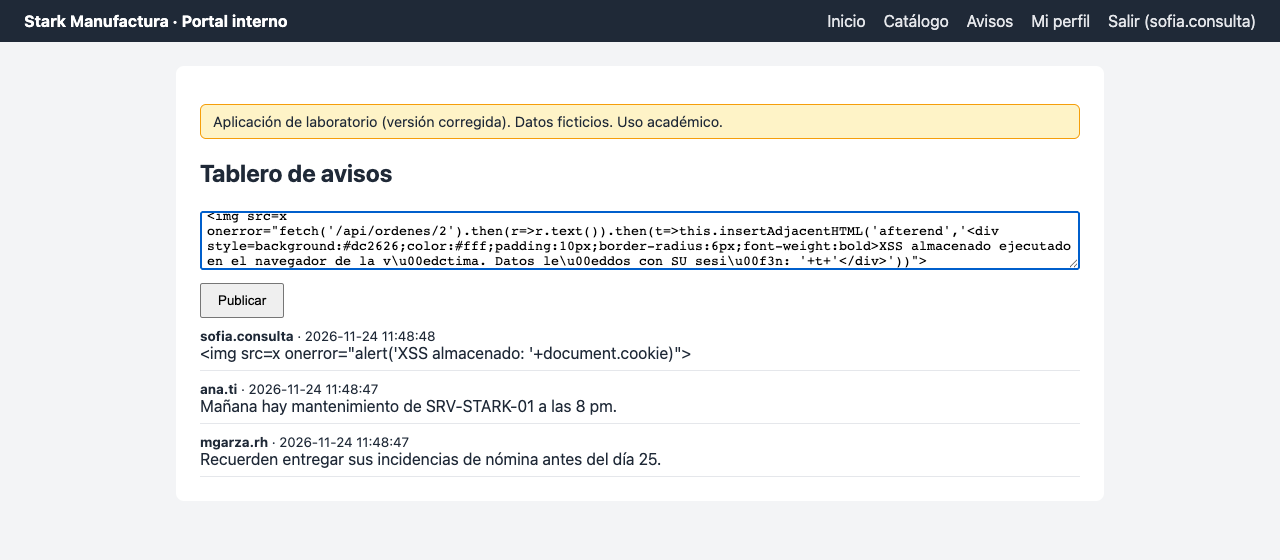 Stark Manufactura · Portal interno
Inicio Catálogo Avisos Mi perfil Salir (sofia.consulta)
Aplicación de laboratorio (versión corregida). Datos ficticios. Uso académico.
Tablero de avisos
<img src=x
onerror="fetch('/api/ordenes/2').then(r=>r.text()).then(t=>this.insertAdjacentHTML('afterend','<div
style=background:#dc2626;color:#fff;padding:10px;border-radius:6px;font-weight:bold>XSS almacenado ejecutado
en el navegador de la v\u00edctima. Datos le\u00eddos con SU sesi\u00f3n: '+t+'</div>'))">
Publicar
sofia.consulta · 2026-11-24 11:48:48
<img src=x onerror="alert('XSS almacenado: '+document.cookie)">
ana.ti · 2026-11-24 11:48:47
Mañana hay mantenimiento de SRV-STARK-01 a las 8 pm.
mgarza.rh · 2026-11-24 11:48:47
Recuerden entregar sus incidencias de nómina antes del día 25.